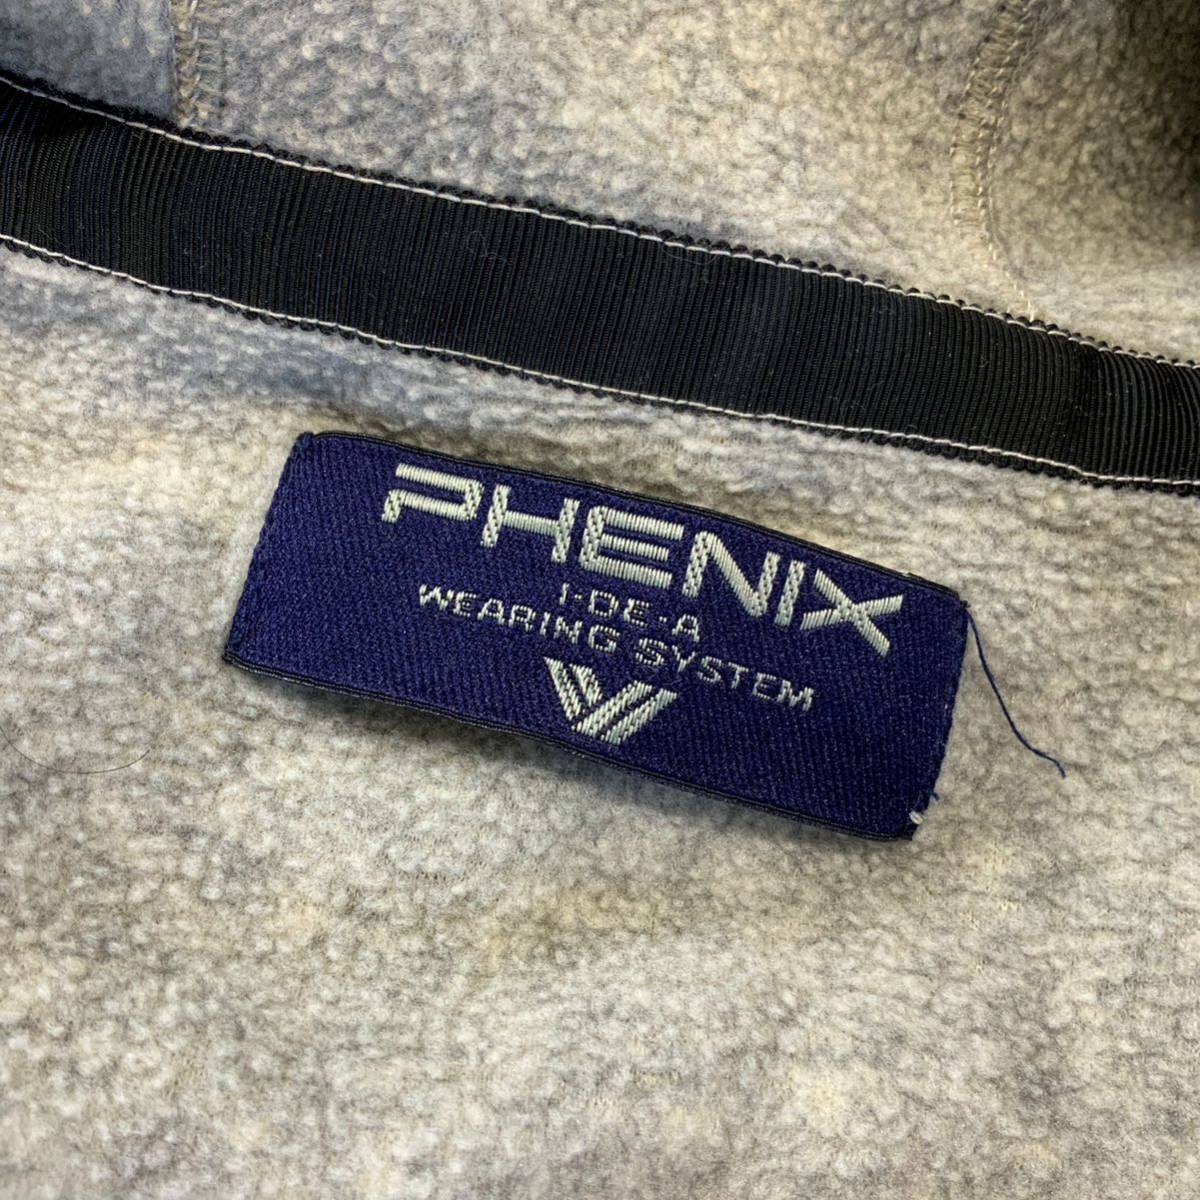 PHENIX
I-DE-A
WEARING SYSTEM